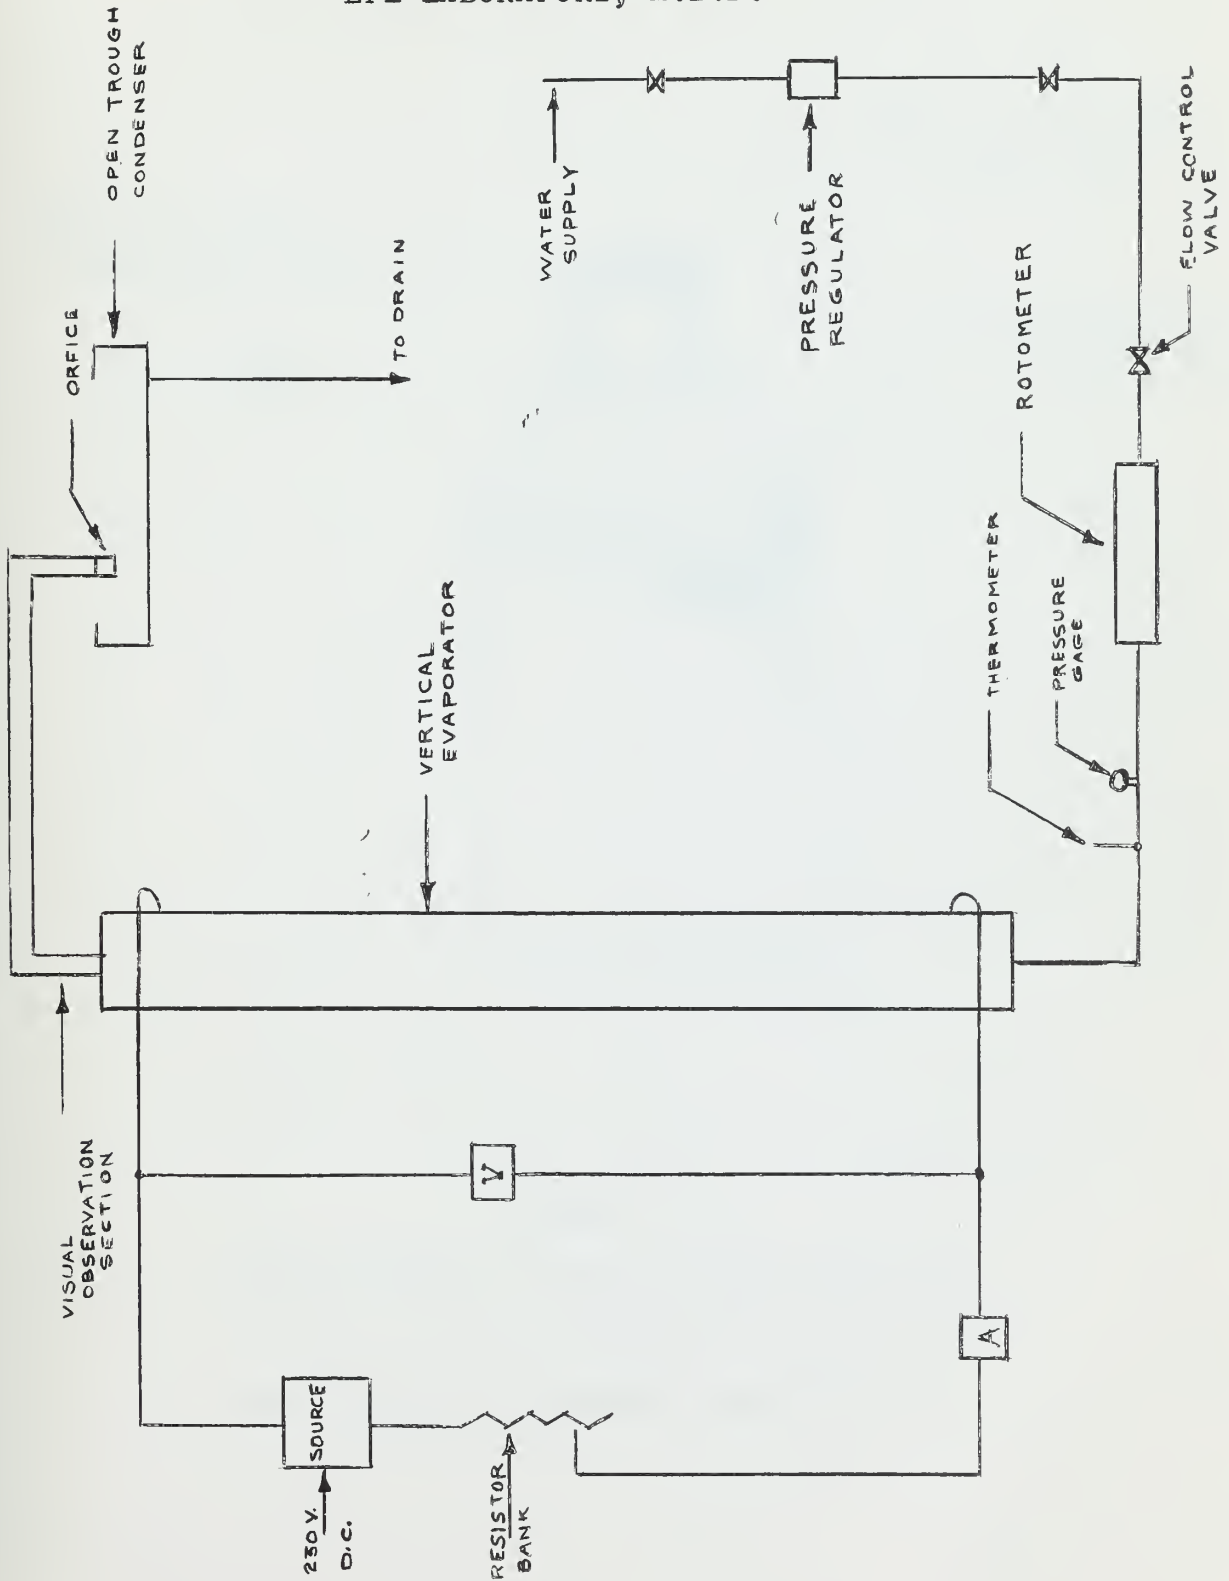 OPEN TROUGH
CONDENSER
ORFICE
TO DRAIN
WATER
SUPPLY
PRESSURE
REGULATOR
FLOW CONTROL
VALVE
ROTOMETER
THERMOMETER
PRESSURE
GAGE
VERTICAL
EVAPORATOR
VISUAL
OBSERVATION
SECTION
V
A
SOURCE
230 V.
D.C.
RESISTOR
BANK